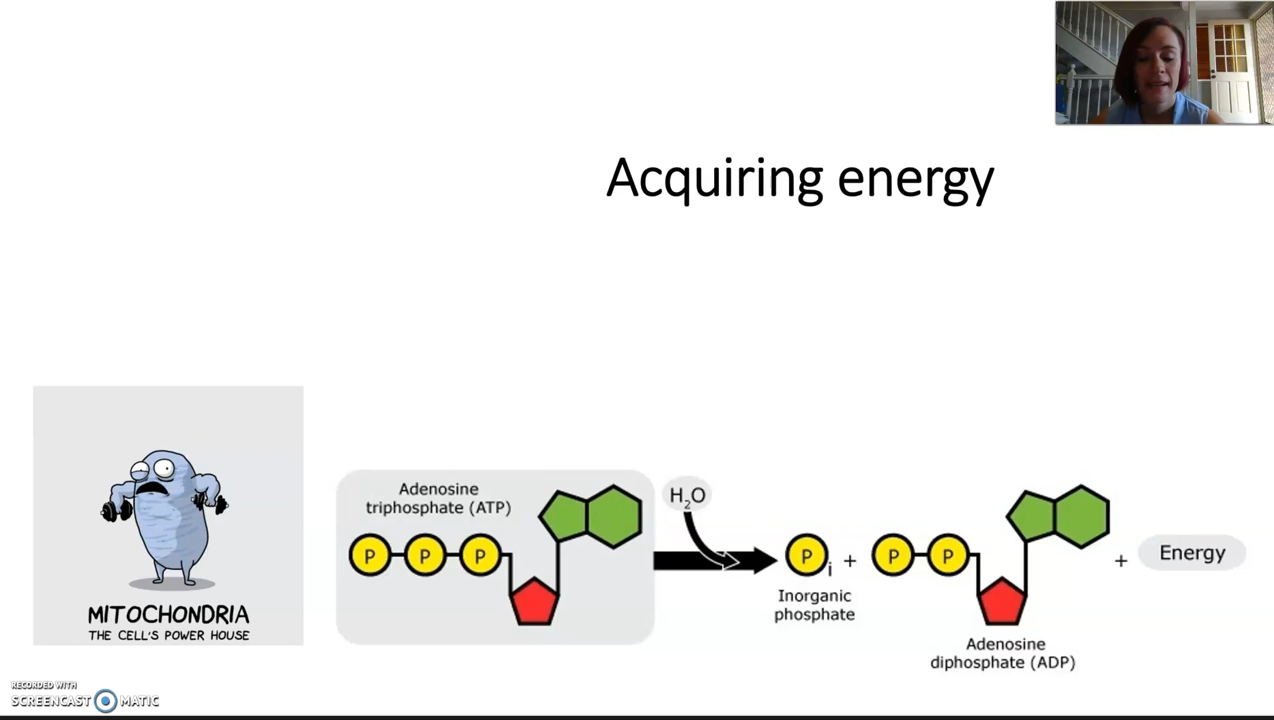 Acquiring energy
Adenosine
triphosphate (ATP)
H₂O
P
P
P
P
i
+
P
P
+
Energy
Inorganic
phosphate
Adenosine
diphosphate (ADP)
MITOCHONDRIA
THE CELL'S POWER HOUSE
RECORDED WITH
SCREENCAST MATIC